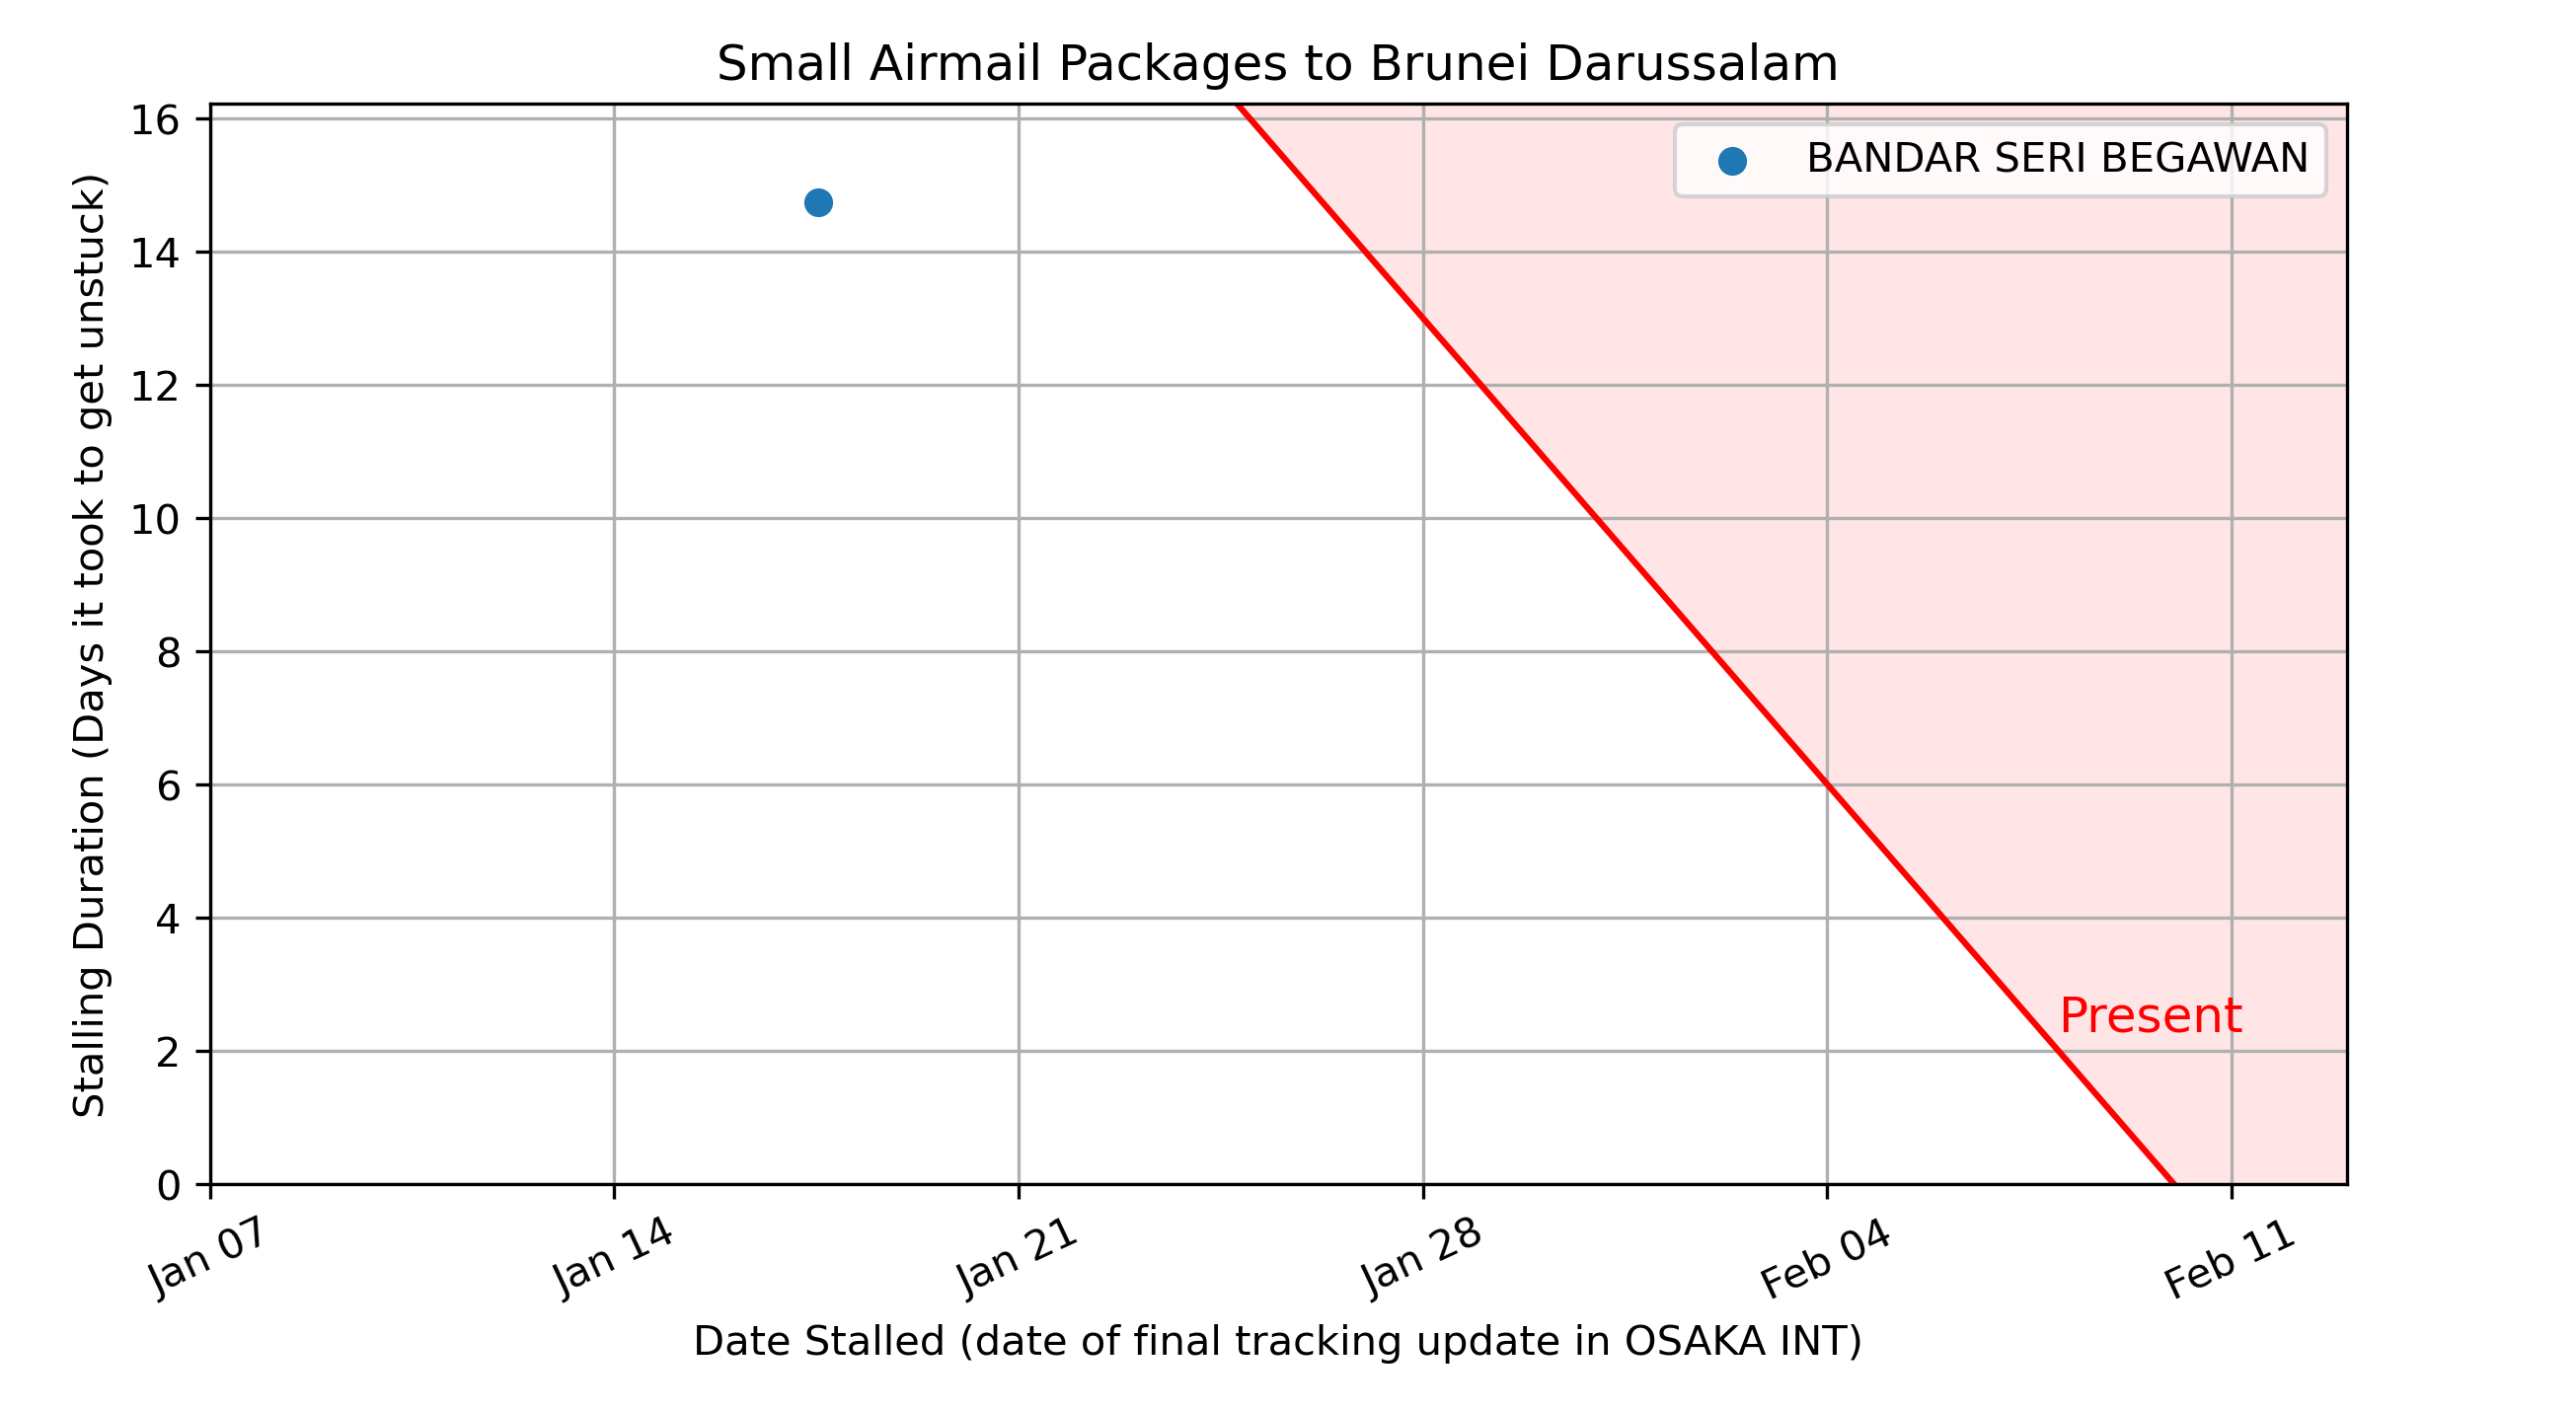 Small Airmail Packages to Brunei Darussalam
BANDAR SERI BEGAWAN
Stalling Duration (Days it took to get unstuck)
16
14
12
10
8
6
4
2
0
Present
Jan 07
Jan 14
Jan 21
Jan 28
Feb 04
Feb 11
Date Stalled (date of final tracking update in OSAKA INT)